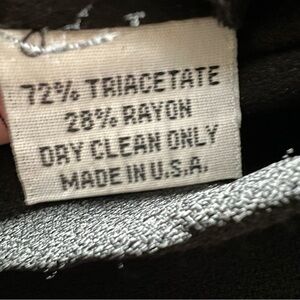 72% TRIACETATE
28% RAYON
DRY CLEAN ONLY
MADE IN U.S.A.